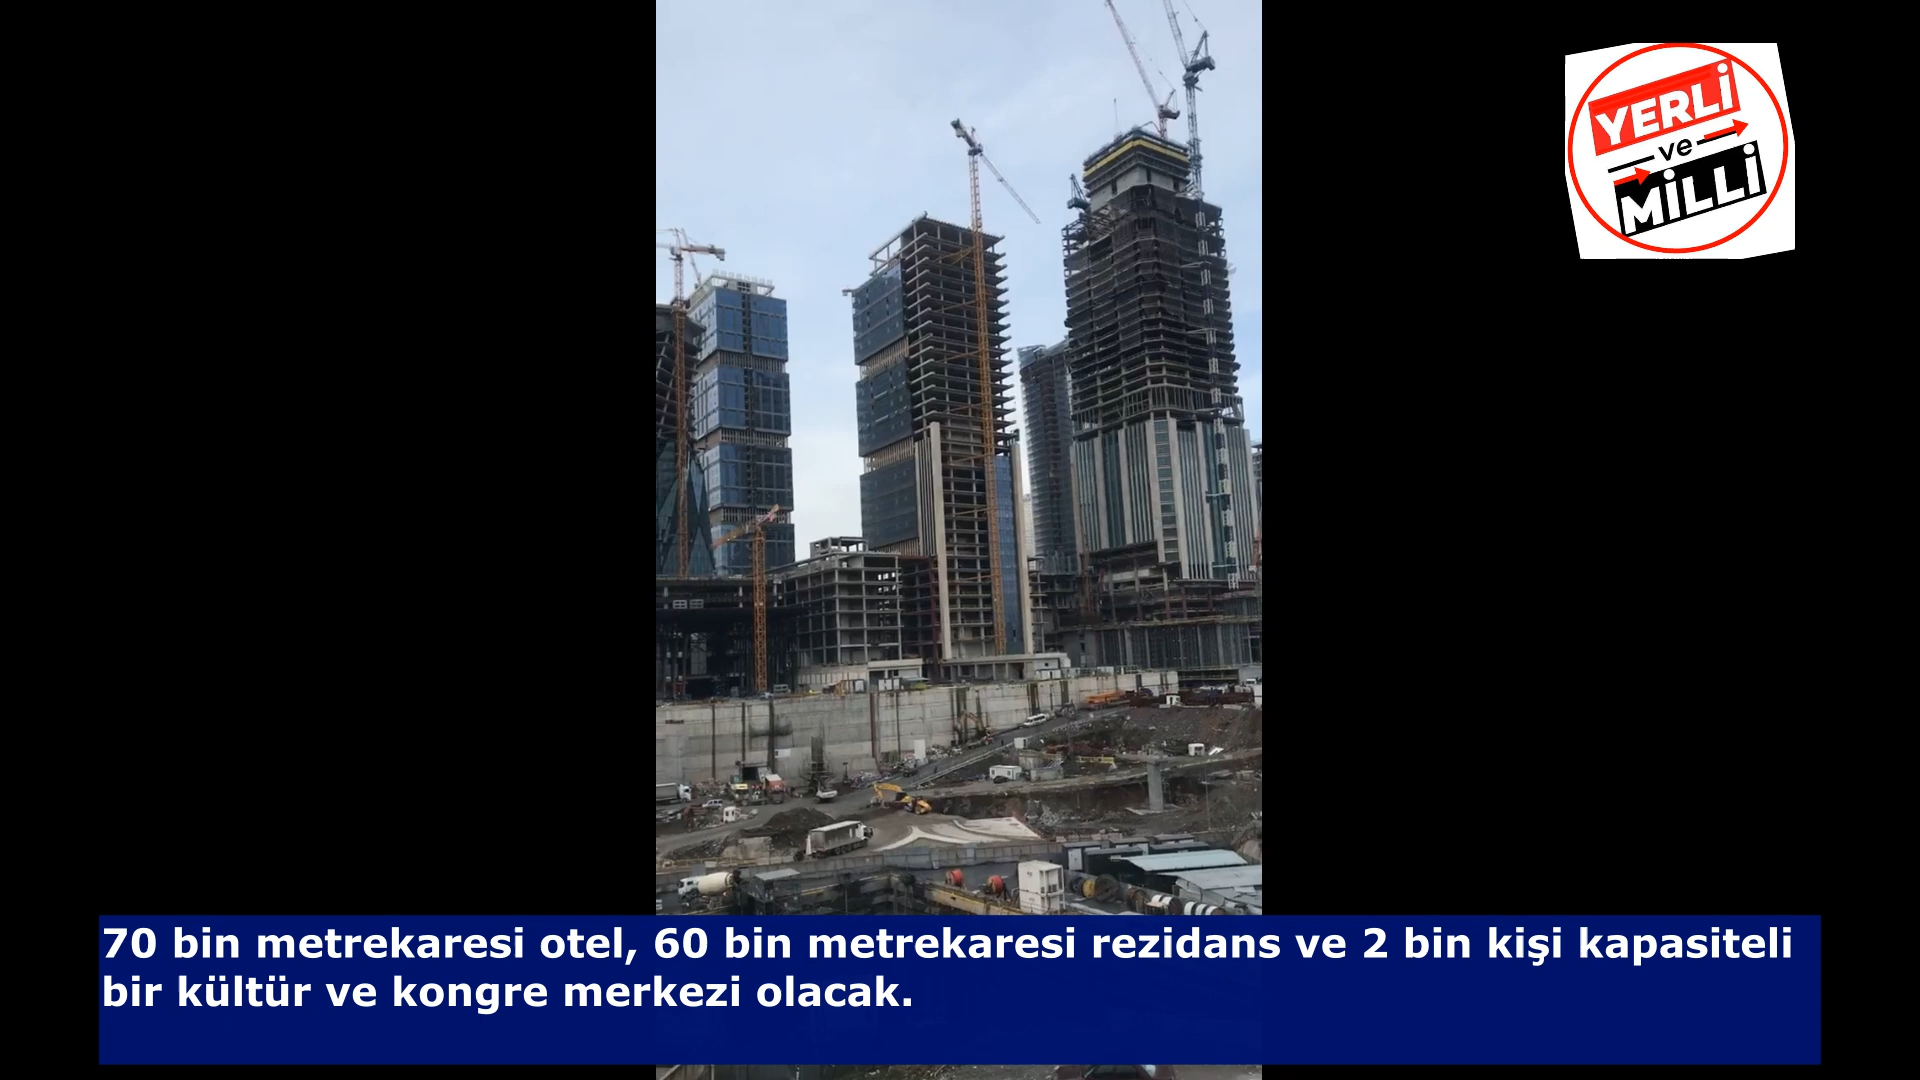 YERLİ
ve
MİLLİ
70 bin metrekaresi otel, 60 bin metrekaresi rezidans ve 2 bin kişi kapasiteli
bir kültür ve kongre merkezi olacak.